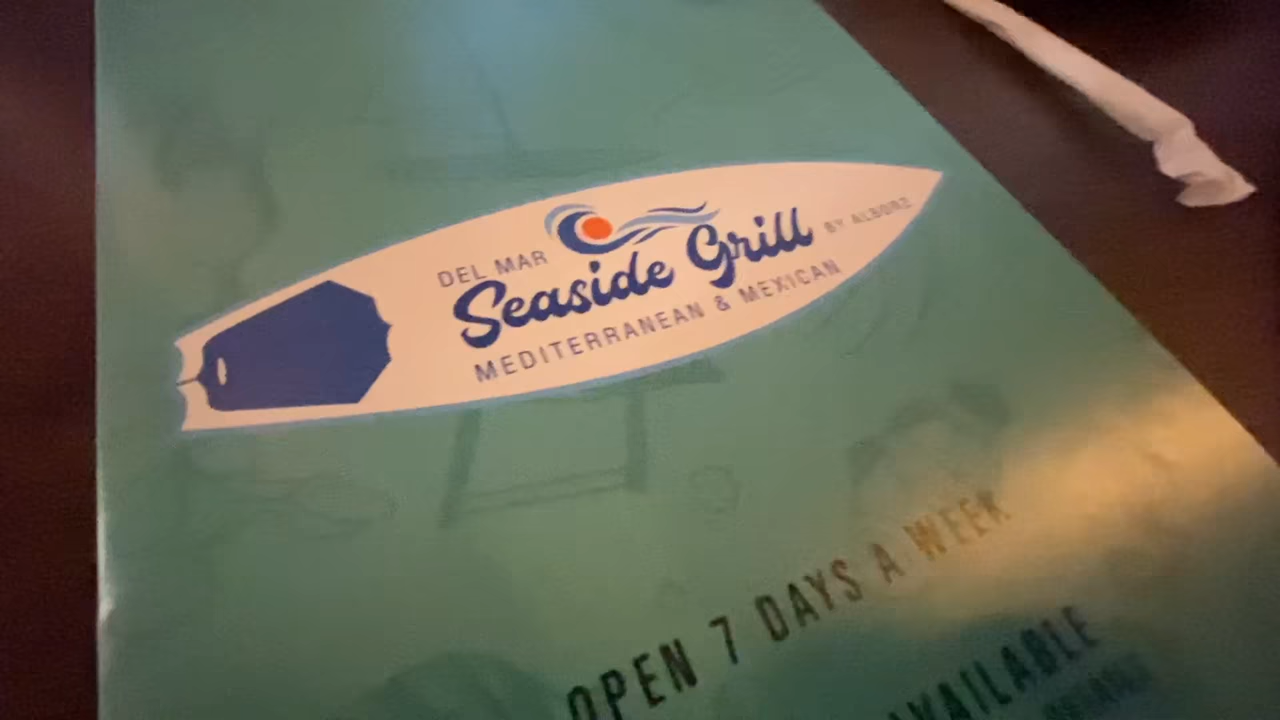 DEL MAR
Seaside Grill
BY ALBORZ
MEDITERRANEAN & MEXICAN
OPEN 7 DAYS A WEEK
AVAILABLE